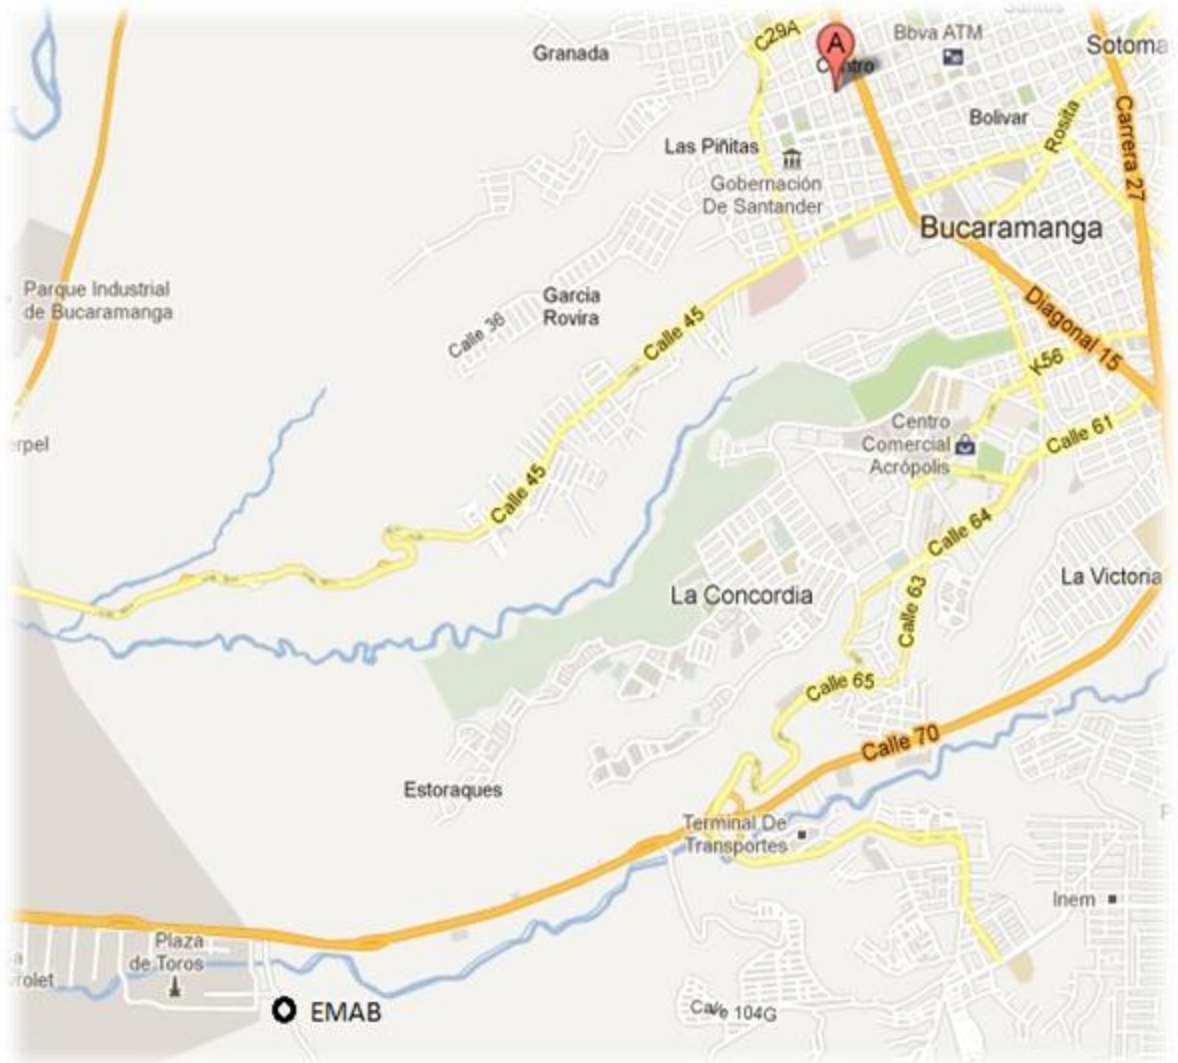 Santos
C29A
Bbva ATM
Granada
A
Centro
Sotoma
Bolivar
Rosita
Carrera 27
Las Piñitas
Gobernación
De Santander
Bucaramanga
Parque Industrial
de Bucaramanga
Garcia
Rovira
Calle 36
Calle 45
Diagonal 15
K56
erpel
Centro
Comercial
Acrópolis
Calle 61
Calle 45
Calle 64
La Concordia
Calle 63
La Victoria
Calle 65
Calle 70
Estoraques
Terminal De
Transportes
Inem
Plaza
de Toros
a
vrolet
EMAB
Calle 104G